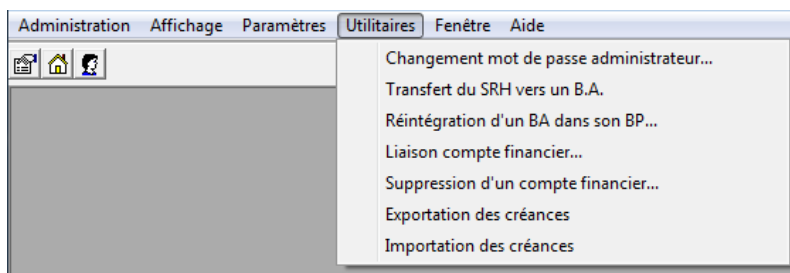 Administration Affichage Paramètres Utilitaires Fenêtre Aide
Changement mot de passe administrateur...
Transfert du SRH vers un B.A.
Réintégration d'un BA dans son BP...
Liaison compte financier...
Suppression d'un compte financier...
Exportation des créances
Importation des créances